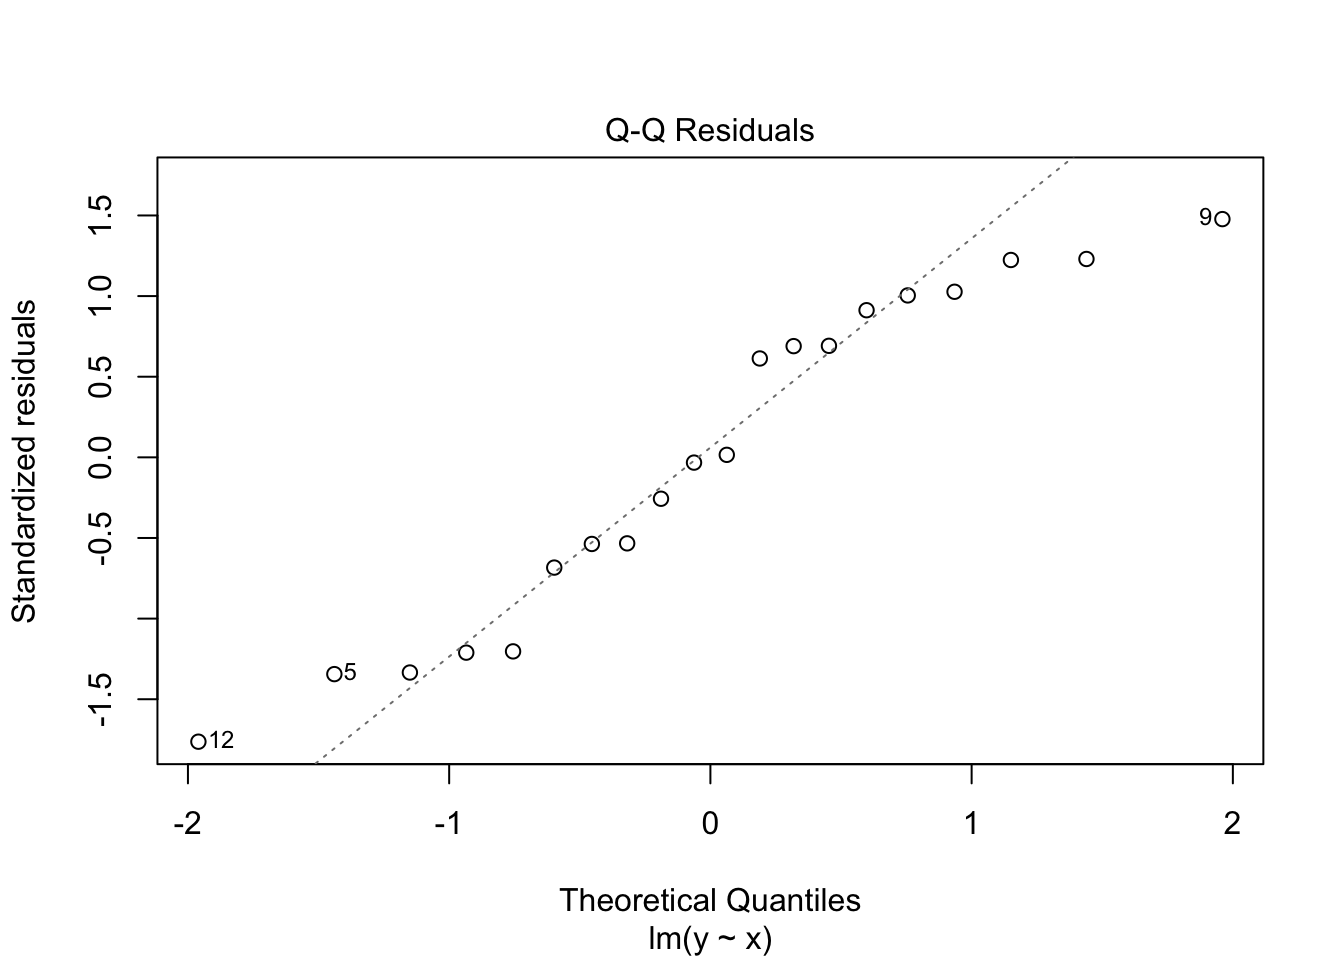 Q-Q Residuals
Standardized residuals
1.5
1.0
0.5
0.0
-0.5
-1.5
9
5
12
-2 -1 0 1 2
Theoretical Quantiles
lm(y ~ x)